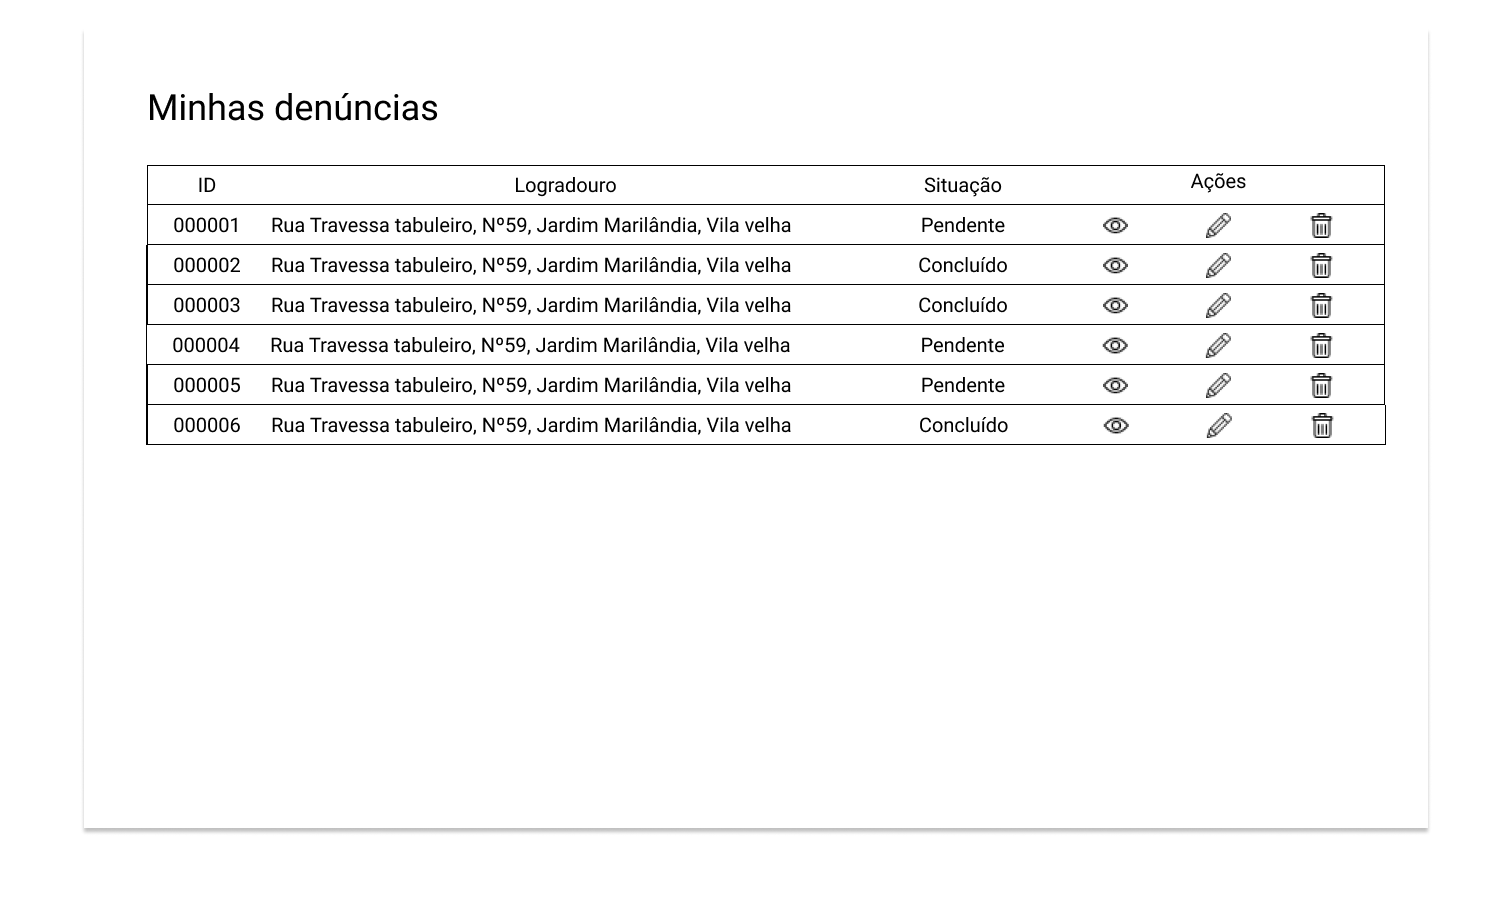 Minhas denúncias
ID Logradouro Situação Ações
000001 Rua Travessa tabuleiro, Nº59, Jardim Marilândia, Vila velha Pendente
000002 Rua Travessa tabuleiro, Nº59, Jardim Marilândia, Vila velha Concluído
000003 Rua Travessa tabuleiro, Nº59, Jardim Marilândia, Vila velha Concluído
000004 Rua Travessa tabuleiro, Nº59, Jardim Marilândia, Vila velha Pendente
000005 Rua Travessa tabuleiro, Nº59, Jardim Marilândia, Vila velha Pendente
000006 Rua Travessa tabuleiro, Nº59, Jardim Marilândia, Vila velha Concluído